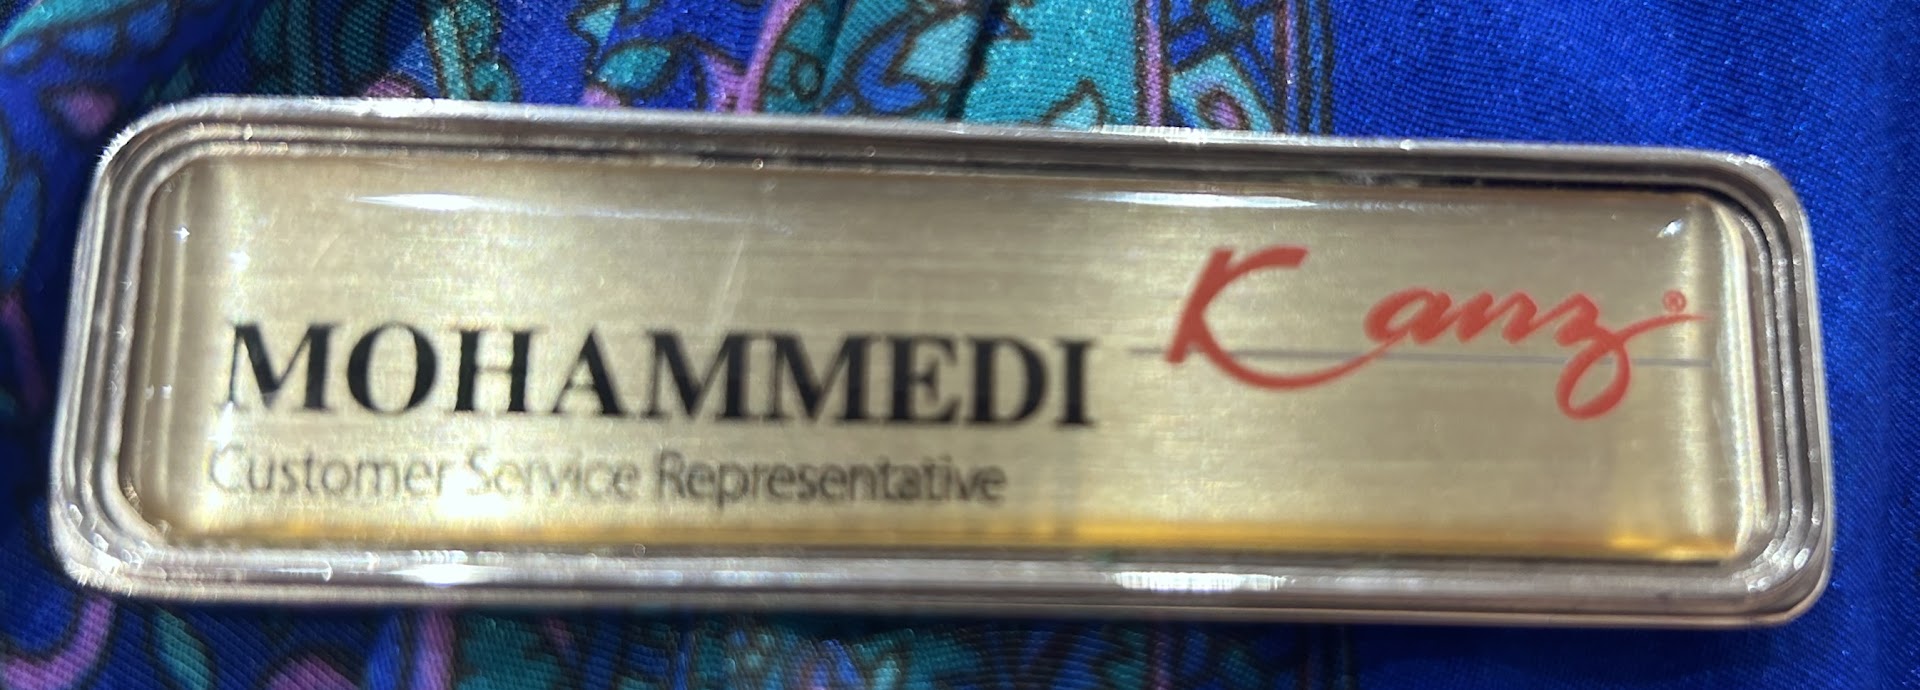 Kanz®
MOHAMMEDI
Customer Service Representative